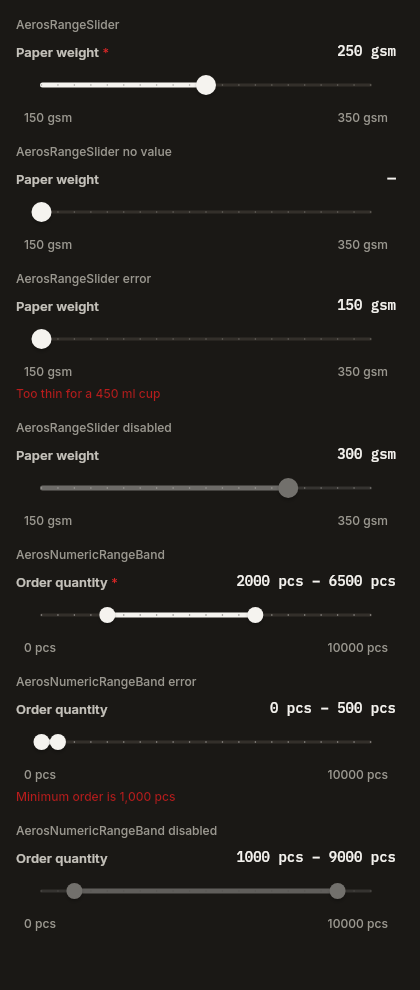 AerosRangeSlider
Paper weight * 250 gsm
150 gsm 350 gsm
AerosRangeSlider no value
Paper weight —
150 gsm 350 gsm
AerosRangeSlider error
Paper weight 150 gsm
150 gsm 350 gsm
Too thin for a 450 ml cup
AerosRangeSlider disabled
Paper weight 300 gsm
150 gsm 350 gsm
AerosNumericRangeBand
Order quantity * 2000 pcs – 6500 pcs
0 pcs 10000 pcs
AerosNumericRangeBand error
Order quantity 0 pcs – 500 pcs
0 pcs 10000 pcs
Minimum order is 1,000 pcs
AerosNumericRangeBand disabled
Order quantity 1000 pcs – 9000 pcs
0 pcs 10000 pcs